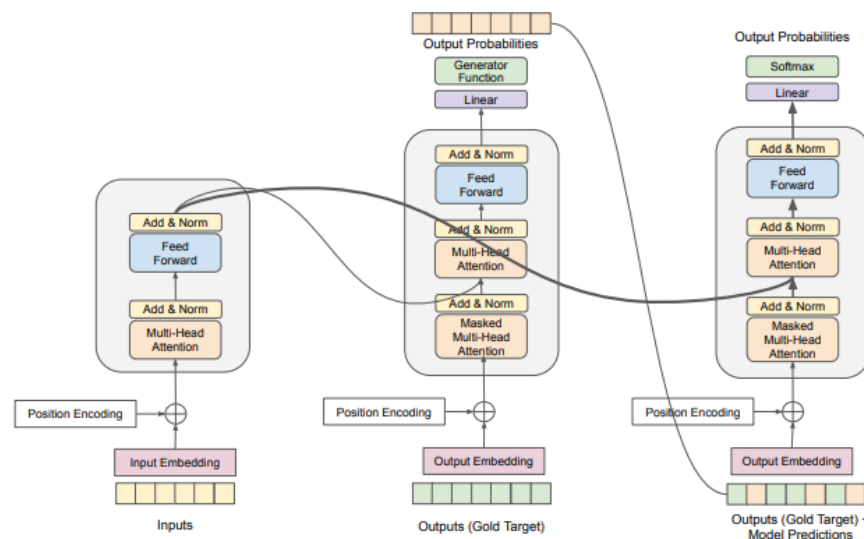 Add & Norm
Feed
Forward
Add & Norm
Multi-Head
Attention
Position Encoding
Input Embedding
Inputs
Output Probabilities
Generator
Function
Linear
Add & Norm
Feed
Forward
Add & Norm
Multi-Head
Attention
Add & Norm
Masked
Multi-Head
Attention
Position Encoding
Output Embedding
Outputs (Gold Target)
Output Probabilities
Softmax
Linear
Add & Norm
Feed
Forward
Add & Norm
Multi-Head
Attention
Add & Norm
Masked
Multi-Head
Attention
Position Encoding
Output Embedding
Outputs (Gold Target)
Model Predictions